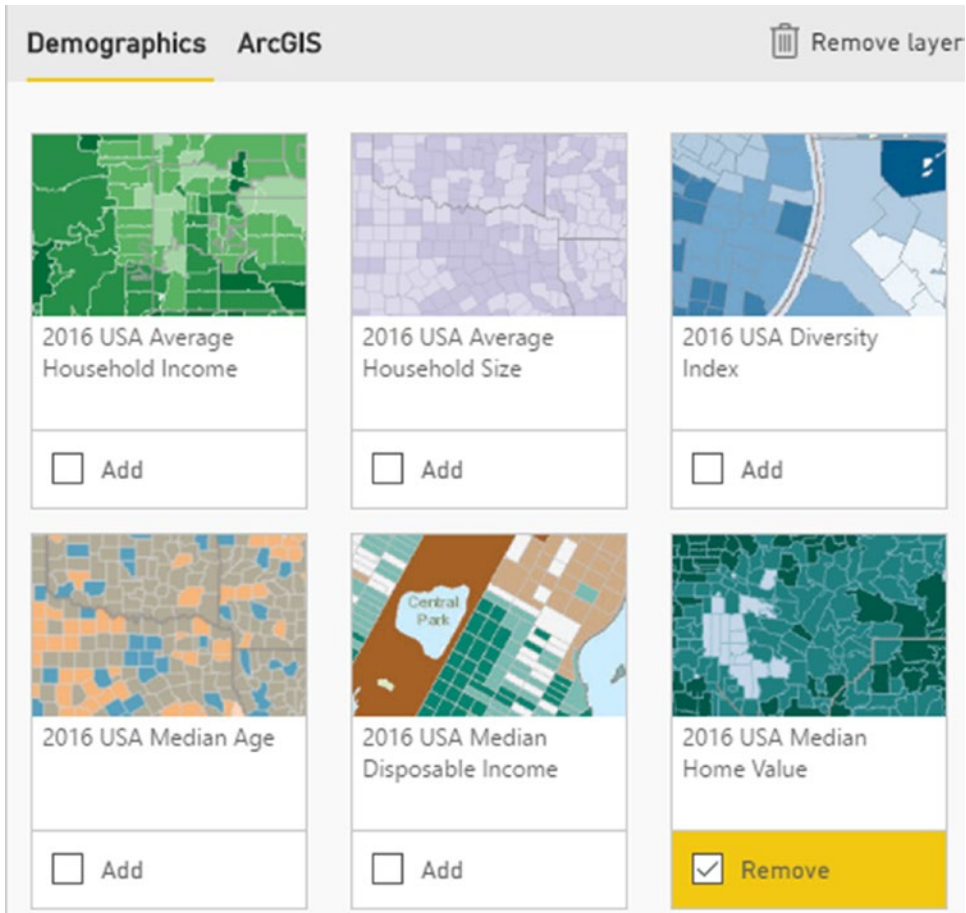 Demographics ArcGIS Remove layer
2016 USA Average
Household Income
2016 USA Average
Household Size
2016 USA Diversity
Index
Add
Add
Add
Central
Park
2016 USA Median Age
2016 USA Median
Disposable Income
2016 USA Median
Home Value
Add
Add
Remove